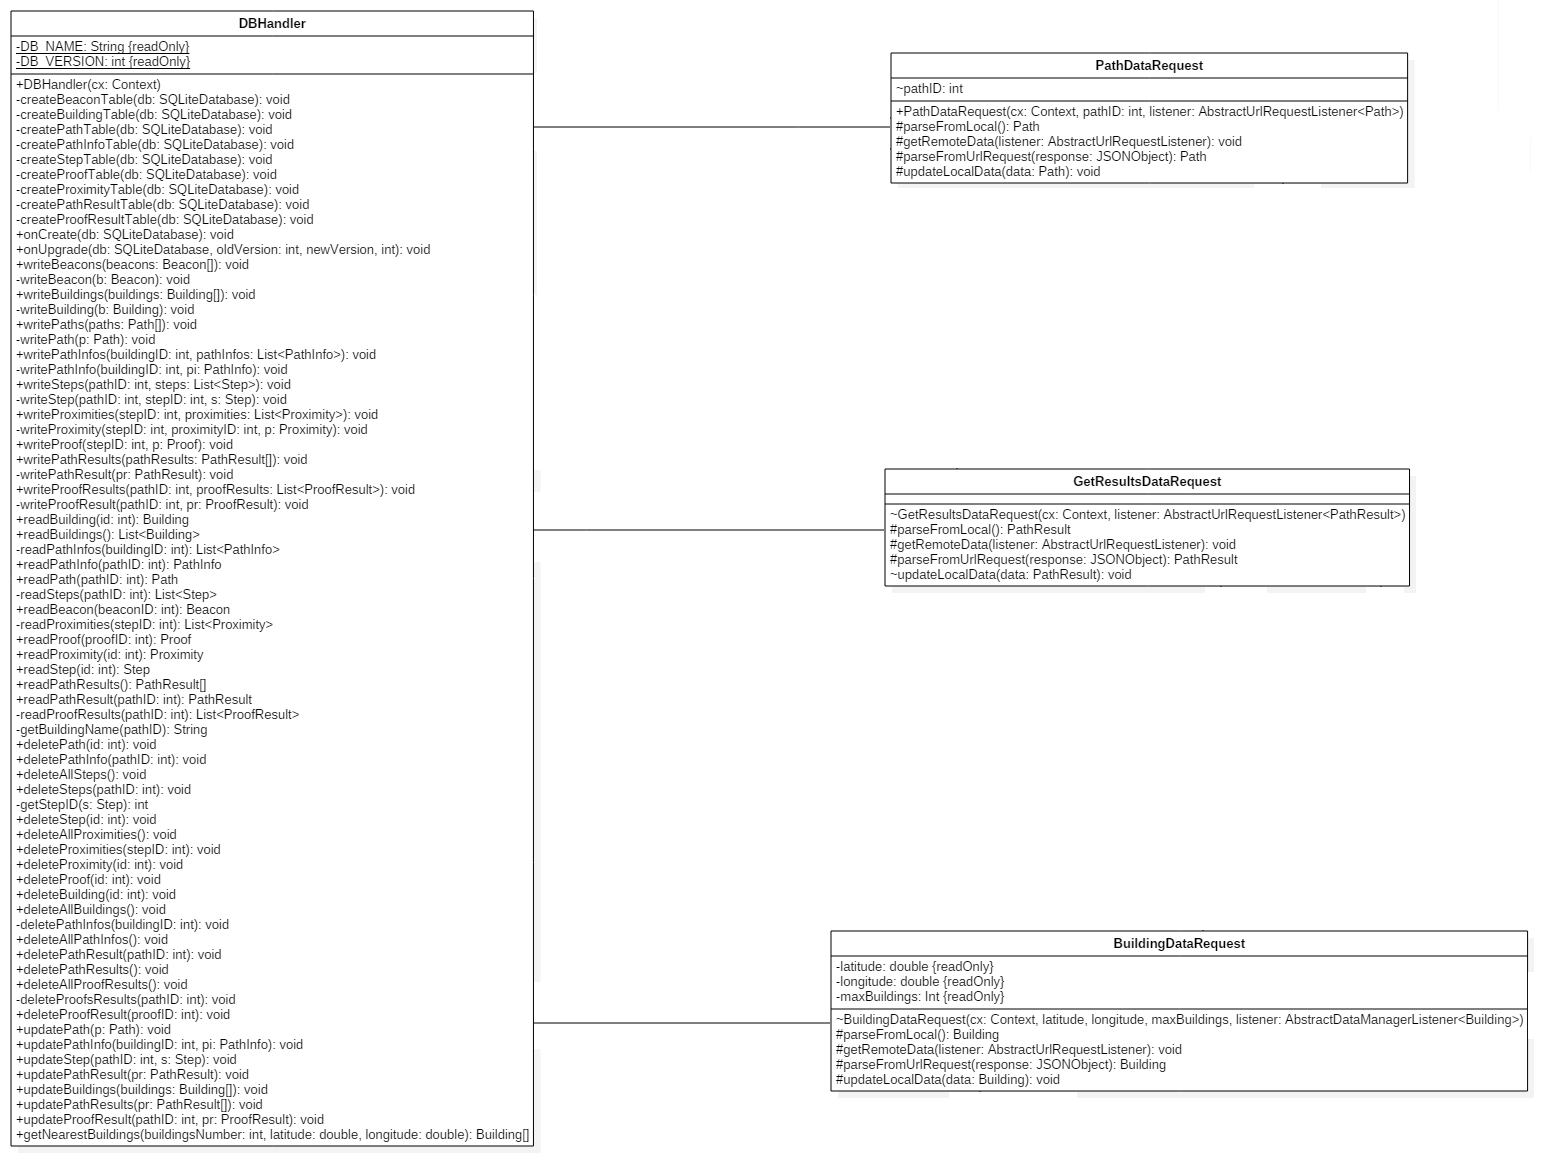 DBHandler
-DB_NAME: String {readOnly}
-DB_VERSION: int {readOnly}
+DBHandler(cx: Context)
-createBeaconTable(db: SQLiteDatabase): void
-createBuildingTable(db: SQLiteDatabase): void
-createPathTable(db: SQLiteDatabase): void
-createPathInfoTable(db: SQLiteDatabase): void
-createStepTable(db: SQLiteDatabase): void
-createProofTable(db: SQLiteDatabase): void
-createProximityTable(db: SQLiteDatabase): void
-createPathResultTable(db: SQLiteDatabase): void
-createProofResultTable(db: SQLiteDatabase): void
+onCreate(db: SQLiteDatabase): void
+onUpgrade(db: SQLiteDatabase, oldVersion: int, newVersion, int): void
+writeBeacons(beacons: Beacon[]): void
-writeBeacon(b: Beacon): void
+writeBuildings(buildings: Building[]): void
-writeBuilding(b: Building): void
+writePaths(paths: Path[]): void
-writePath(p: Path): void
+writePathInfos(buildingID: int, pathInfos: List<PathInfo>): void
-writePathInfo(buildingID: int, pi: PathInfo): void
+writeSteps(pathID: int, steps: List<Step>): void
-writeStep(pathID: int, stepID: int, s: Step): void
+writeProximities(stepID: int, proximities: List<Proximity>): void
-writeProximity(stepID: int, proximityID: int, p: Proximity): void
+writeProof(stepID: int, p: Proof): void
+writePathResults(pathResults: PathResult[]): void
-writePathResult(pr: PathResult): void
+writeProofResults(pathID: int, proofResults: List<ProofResult>): void
-writeProofResult(pathID: int, pr: ProofResult): void
+readBuilding(id: int): Building
+readBuildings(): List<Building>
-readPathInfos(buildingID: int): List<PathInfo>
+readPathInfo(pathID: int): PathInfo
+readPath(pathID: int): Path
-readSteps(pathID: int): List<Step>
+readBeacon(beaconID: int): Beacon
-readProximities(stepID: int): List<Proximity>
+readProof(proofID: int): Proof
+readProximity(id: int): Proximity
+readStep(id: int): Step
+readPathResults(): PathResult[]
+readPathResult(pathID: int): PathResult
-readProofResults(pathID: int): List<ProofResult>
-getBuildingName(pathID): String
+deletePath(id: int): void
+deletePathInfo(pathID: int): void
+deleteAllSteps(): void
+deleteSteps(pathID: int): void
-getStepID(s: Step): int
+deleteStep(id: int): void
+deleteAllProximities(): void
+deleteProximities(stepID: int): void
+deleteProximity(id: int): void
+deleteProof(id: int): void
+deleteBuilding(id: int): void
+deleteAllBuildings(): void
-deletePathInfos(buildingID: int): void
+deleteAllPathInfos(): void
+deletePathResult(pathID: int): void
+deletePathResults(): void
+deleteAllProofResults(): void
-deleteProofsResults(pathID: int): void
+deleteProofResult(proofID: int): void
+updatePath(p: Path): void
+updatePathInfo(buildingID: int, pi: PathInfo): void
+updateStep(pathID: int, s: Step): void
+updatePathResult(pr: PathResult): void
+updateBuildings(buildings: Building[]): void
+updatePathResults(pr: PathResult[]): void
+updateProofResult(pathID: int, pr: ProofResult): void
+getNearestBuildings(buildingsNumber: int, latitude: double, longitude: double): Building[]
PathDataRequest
~pathID: int
+PathDataRequest(cx: Context, pathID: int, listener: AbstractUrlRequestListener<Path>)
#parseFromLocal(): Path
#getRemoteData(listener: AbstractUrlRequestListener): void
#parseFromUrlRequest(response: JSONObject): Path
#updateLocalData(data: Path): void
GetResultsDataRequest
~GetResultsDataRequest(cx: Context, listener: AbstractUrlRequestListener<PathResult>)
#parseFromLocal(): PathResult
#getRemoteData(listener: AbstractUrlRequestListener): void
#parseFromUrlRequest(response: JSONObject): PathResult
~updateLocalData(data: PathResult): void
BuildingDataRequest
-latitude: double {readOnly}
-longitude: double {readOnly}
-maxBuildings: Int {readOnly}
~BuildingDataRequest(cx: Context, latitude, longitude, maxBuildings, listener: AbstractDataManagerListener<Building>)
#parseFromLocal(): Building
#getRemoteData(listener: AbstractUrlRequestListener): void
#parseFromUrlRequest(response: JSONObject): Building
#updateLocalData(data: Building): void